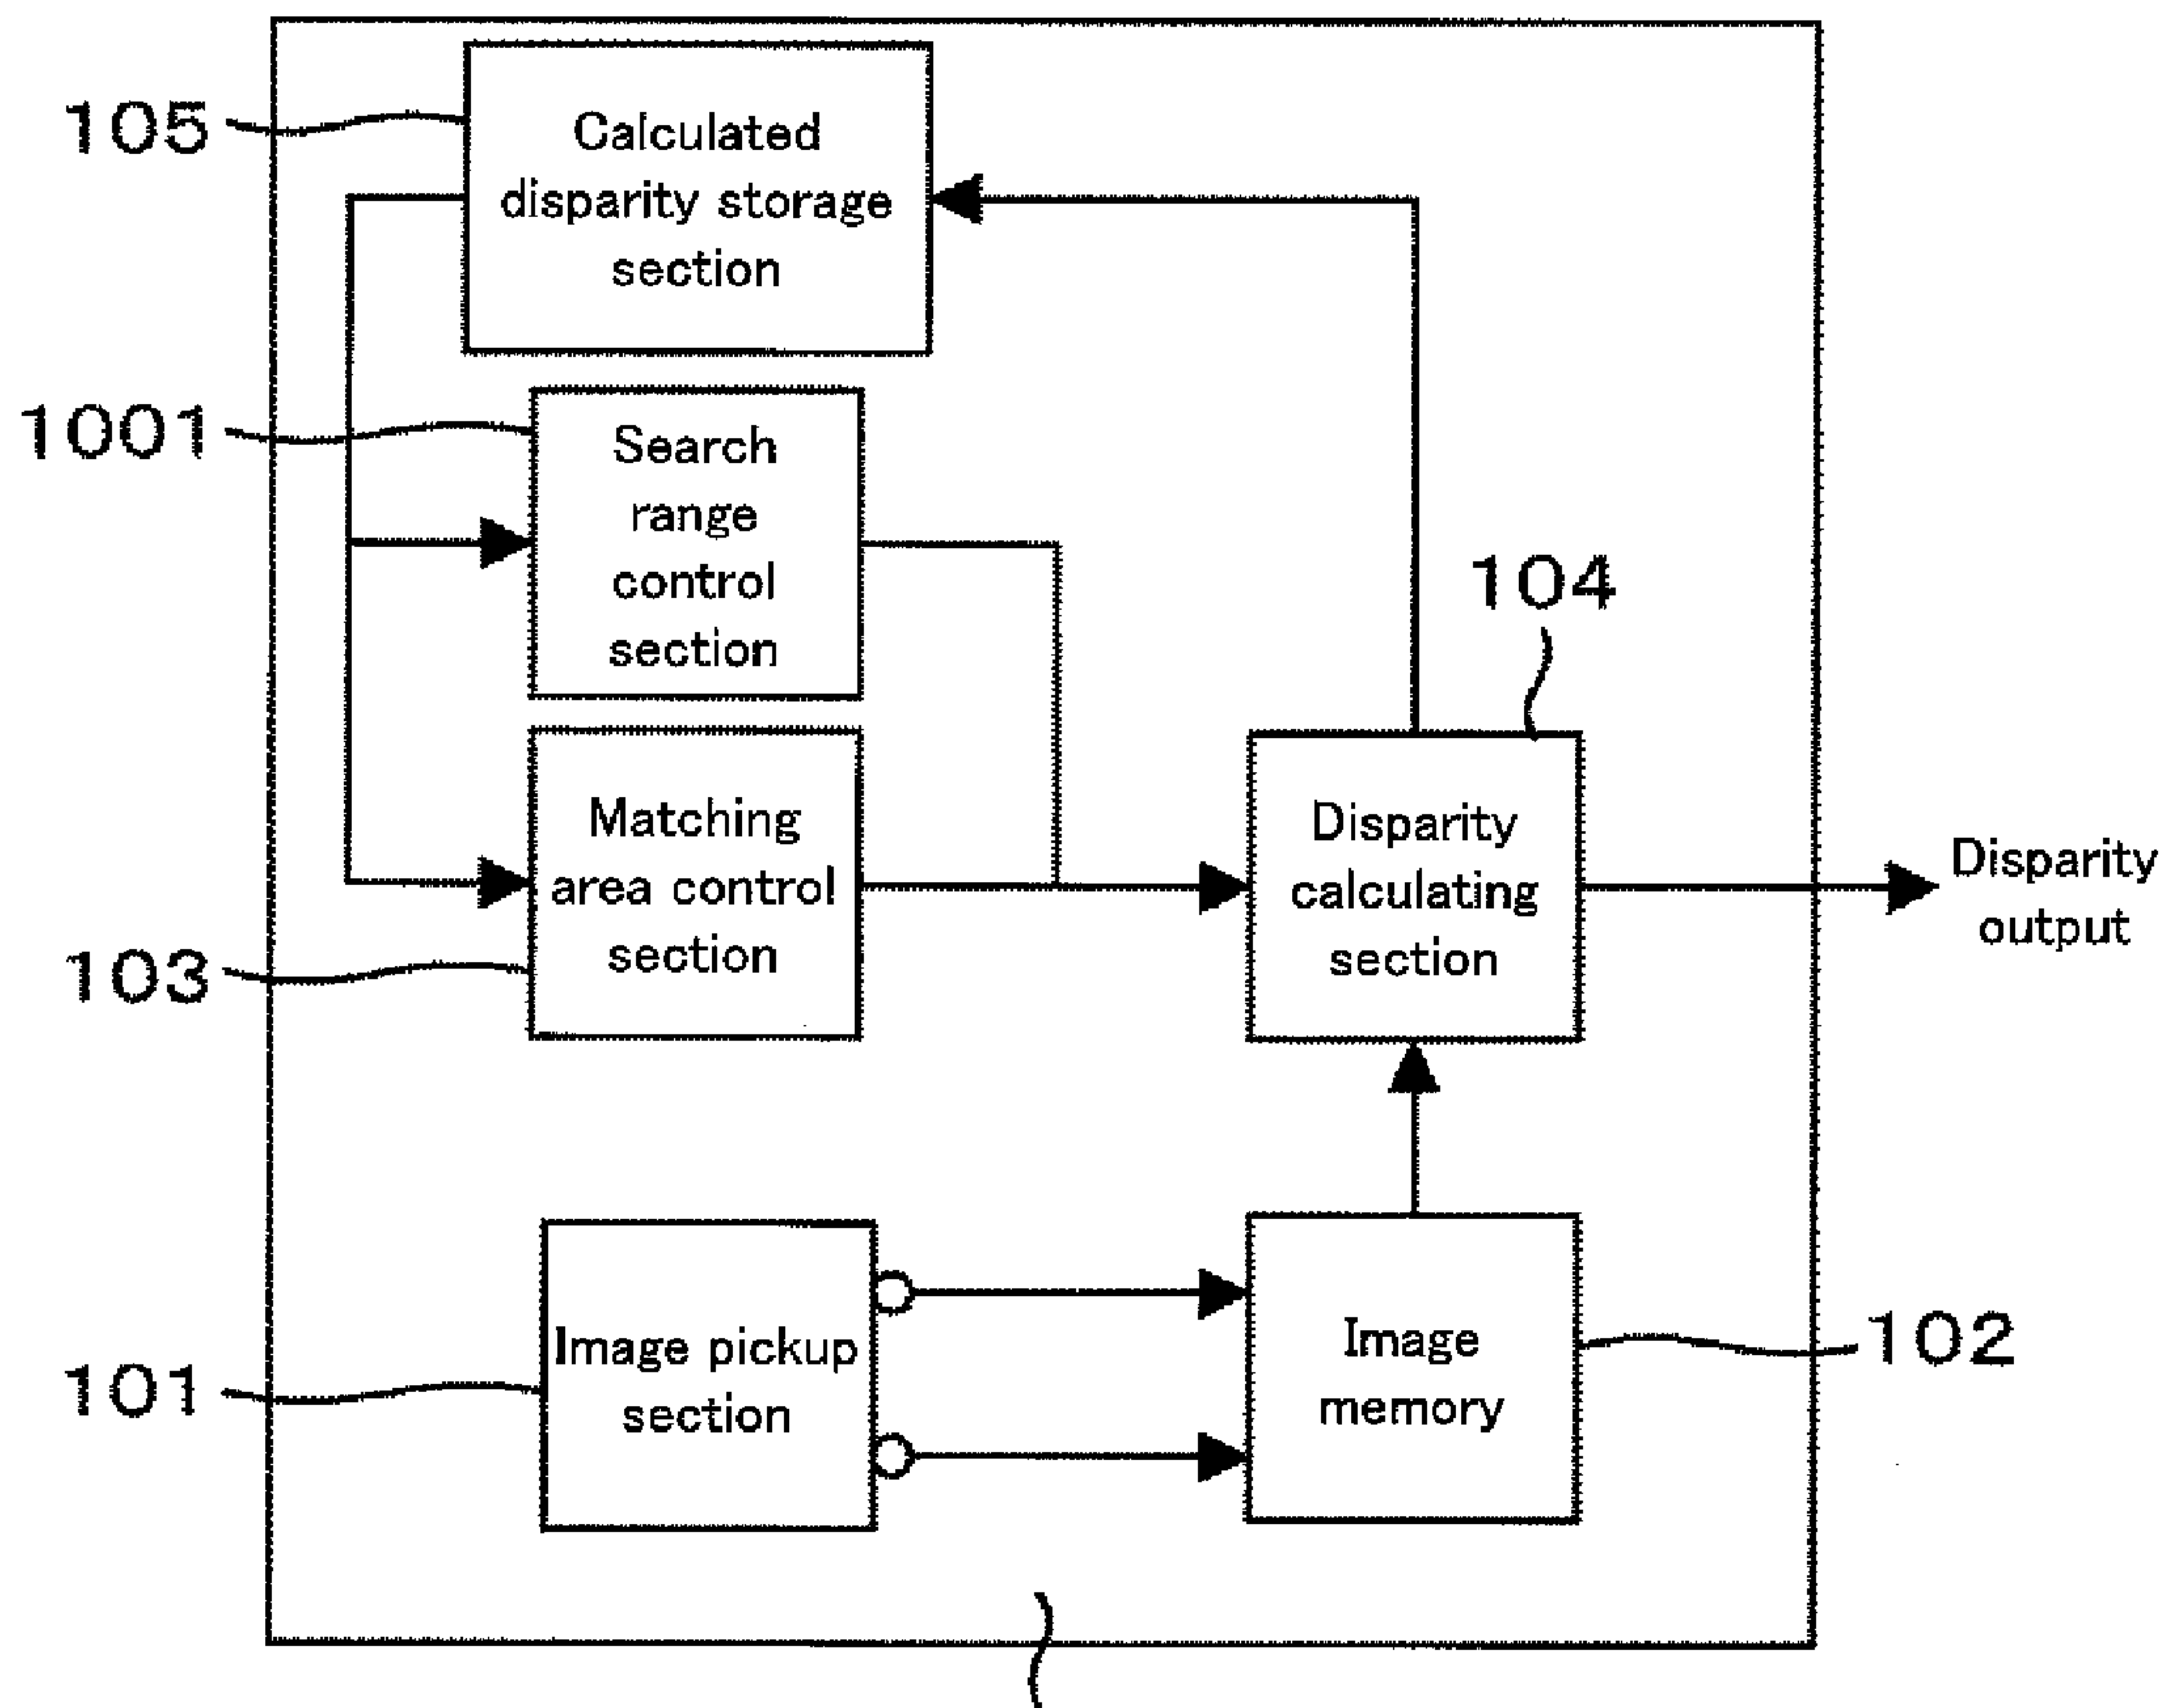 105
Calculated
disparity storage
section
1001
Search
range
control
section
104
Matching
area control
section
103
Disparity
calculating
section
Disparity
output
101
Image pickup
section
Image
memory
102